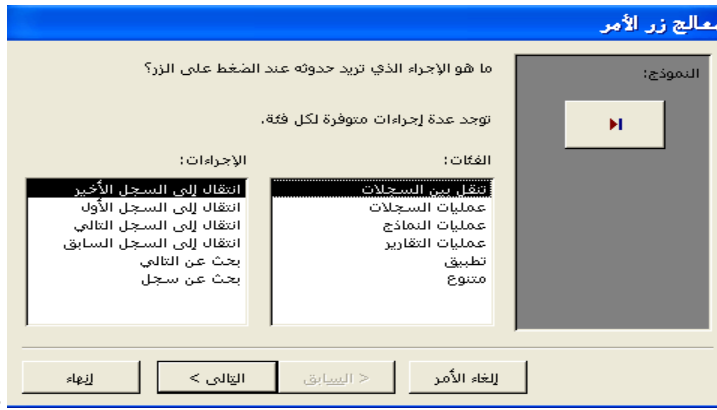 معالج زر الأمر
النموذج:
ما هو الإجراء الذي تريد حدوثه عند الضغط على الزر؟
توجد عدة إجراءات متوفرة لكل فئة.
الفئات:
تنقل بين السجلات
عمليات السجلات
عمليات النماذج
عمليات التقارير
تطبيق
متنوع
الإجراءات:
انتقال إلى السجل الأخير
انتقال إلى السجل الأول
انتقال إلى السجل التالي
انتقال إلى السجل السابق
بحث عن التالي
بحث عن سجل
إلغاء الأمر
< السابق
التالي >
إنهاء